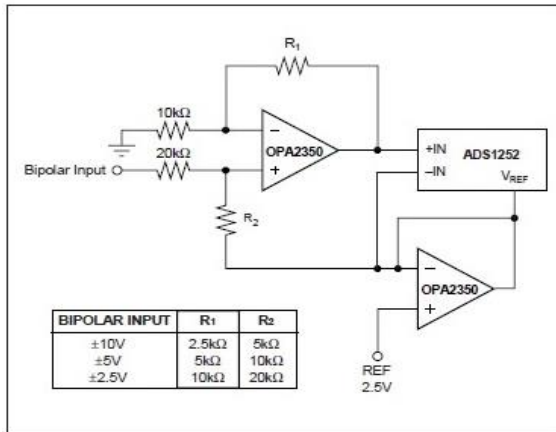 R1
10kΩ
20kΩ
Bipolar Input
−
+
OPA2350
R2
+IN
−IN
ADS1252
VREF
−
+
OPA2350
REF
2.5V
BIPOLAR INPUT R1 R2
±10V 2.5kΩ 5kΩ
±5V 5kΩ 10kΩ
±2.5V 10kΩ 20kΩ